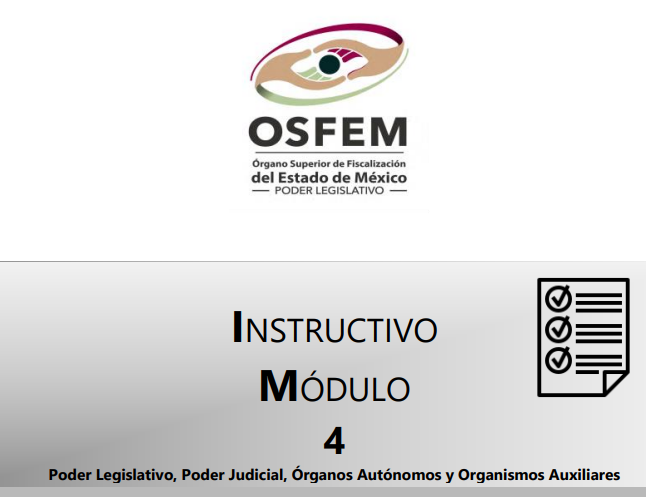 OSFEM
Órgano Superior de Fiscalización
del Estado de México
PODER LEGISLATIVO
INSTRUCTIVO
MÓDULO
4
Poder Legislativo, Poder Judicial, Órganos Autónomos y Organismos Auxiliares